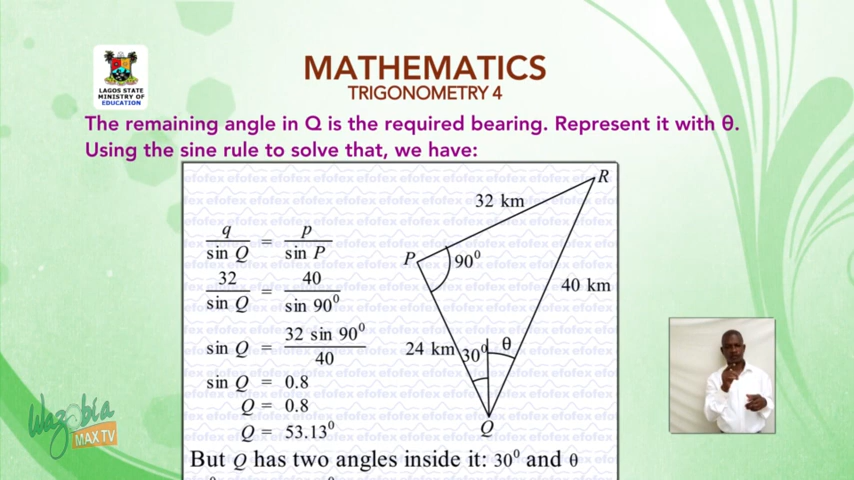 LAGOS STATE
MINISTRY OF
EDUCATION
MATHEMATICS
TRIGONOMETRY 4
The remaining angle in Q is the required bearing. Represent it with θ.
Using the sine rule to solve that, we have:
q / sin Q = p / sin P
32 / sin Q = 40 / sin 90⁰
sin Q = 32 sin 90⁰ / 40
sin Q = 0.8
Q = 0.8
Q = 53.13⁰
But Q has two angles inside it: 30⁰ and θ
R
32 km
P
90⁰
40 km
24 km
30⁰
θ
Q
efofex
Wazobia
MAX TV